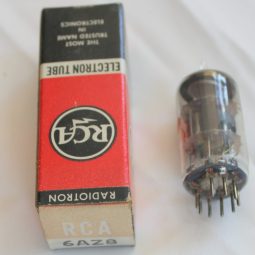 THE MOST
TRUSTED NAME
IN
ELECTRONICS
ELECTRON TUBE
RCA
RADIOTRON
RCA
6AZ8